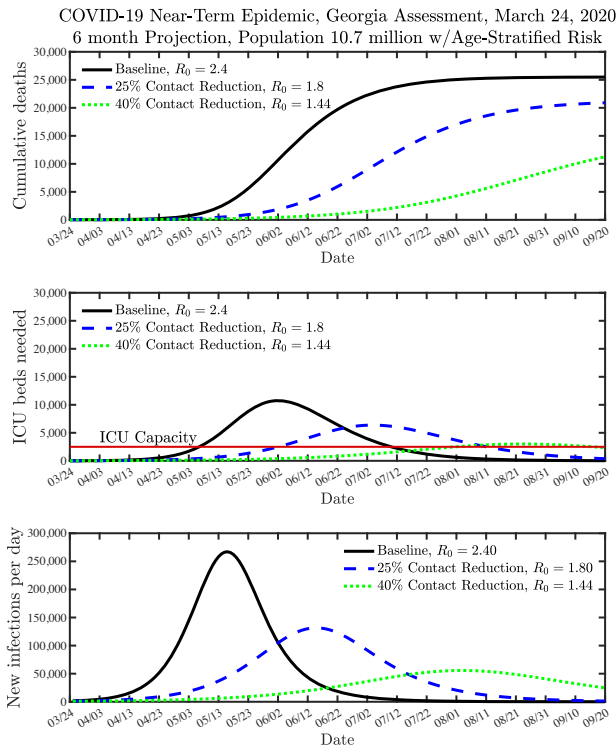 COVID-19 Near-Term Epidemic, Georgia Assessment, March 24, 2020
6 month Projection, Population 10.7 million w/Age-Stratified Risk
30,000
25,000
20,000
15,000
10,000
5,000
0
Cumulative deaths
Baseline, R0 = 2.4
25% Contact Reduction, R0 = 1.8
40% Contact Reduction, R0 = 1.44
03/24 04/03 04/13 04/23 05/03 05/13 05/23 06/02 06/12 06/22 07/02 07/12 07/22 08/01 08/11 08/21 08/31 09/10 09/20
Date
30,000
25,000
20,000
15,000
10,000
5,000
0
ICU beds needed
Baseline, R0 = 2.4
25% Contact Reduction, R0 = 1.8
40% Contact Reduction, R0 = 1.44
ICU Capacity
03/24 04/03 04/13 04/23 05/03 05/13 05/23 06/02 06/12 06/22 07/02 07/12 07/22 08/01 08/11 08/21 08/31 09/10 09/20
Date
300,000
250,000
200,000
150,000
100,000
50,000
0
New infections per day
Baseline, R0 = 2.40
25% Contact Reduction, R0 = 1.80
40% Contact Reduction, R0 = 1.44
03/24 04/03 04/13 04/23 05/03 05/13 05/23 06/02 06/12 06/22 07/02 07/12 07/22 08/01 08/11 08/21 08/31 09/10 09/20
Date